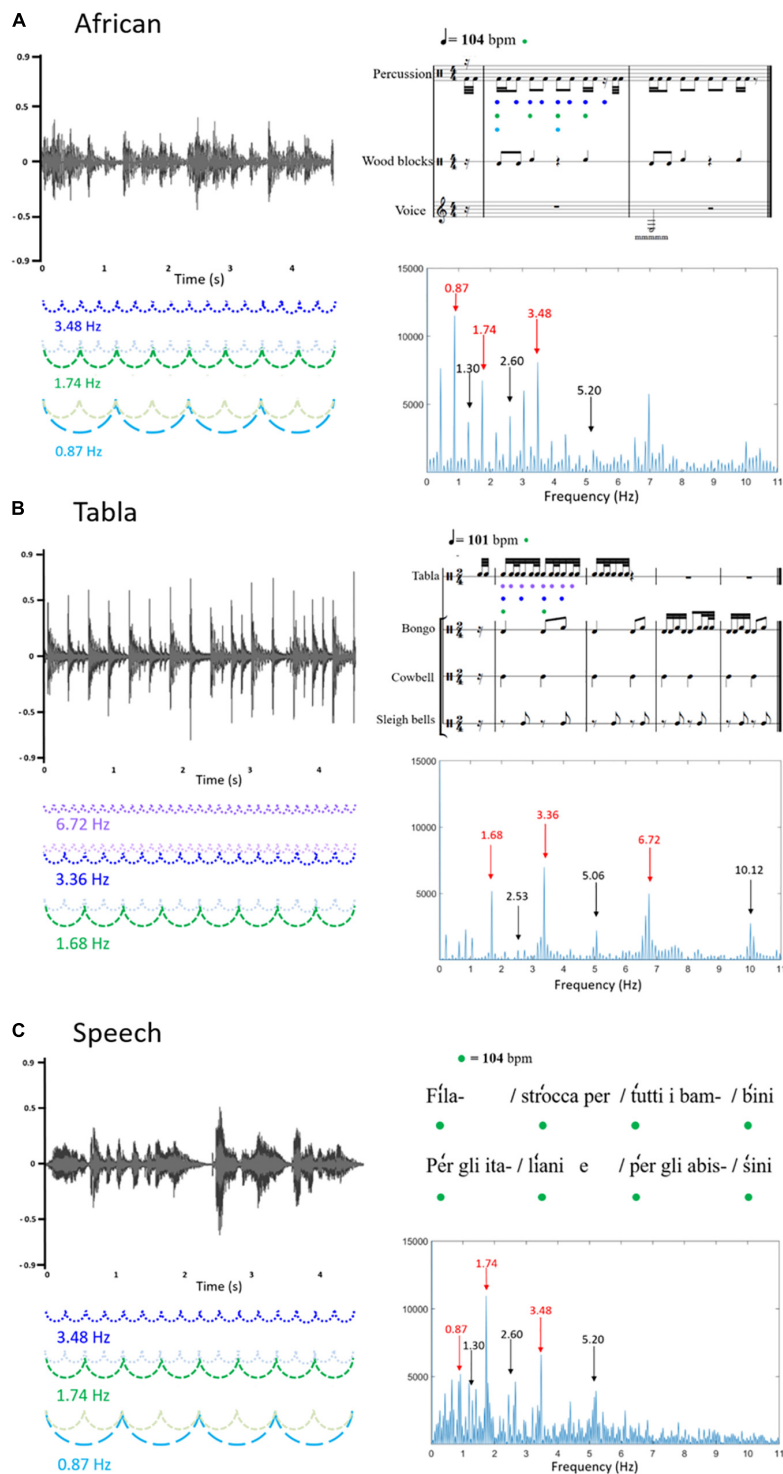 A African
♩= 104 bpm
Percussion
Wood blocks
Voice
mmmmm
0.9
0.5
0
-0.5
-0.9
0 1 2 3 4
Time (s)
3.48 Hz
1.74 Hz
0.87 Hz
15000
10000
5000
0.87
1.74
3.48
1.30
2.60
5.20
0 1 2 3 4 5 6 7 8 9 10 11
Frequency (Hz)
B Tabla
♩= 101 bpm
Tabla
Bongo
Cowbell
Sleigh bells
0.9
0.5
0
-0.5
-0.9
0 1 2 3 4
Time (s)
6.72 Hz
3.36 Hz
1.68 Hz
15000
10000
5000
0
1.68
3.36
6.72
2.53
5.06
10.12
0 1 2 3 4 5 6 7 8 9 10 11
Frequency (Hz)
C Speech
= 104 bpm
Fíla- / strócca per / tútti i bam- / bíni
Pér gli ita- / líani e / pér gli abis- / síni
0.9
0.5
0
-0.5
-0.9
0 1 2 3 4
Time (s)
3.48 Hz
1.74 Hz
0.87 Hz
15000
10000
5000
0
0.87
1.74
3.48
1.30
2.60
5.20
0 1 2 3 4 5 6 7 8 9 10 11
Frequency (Hz)